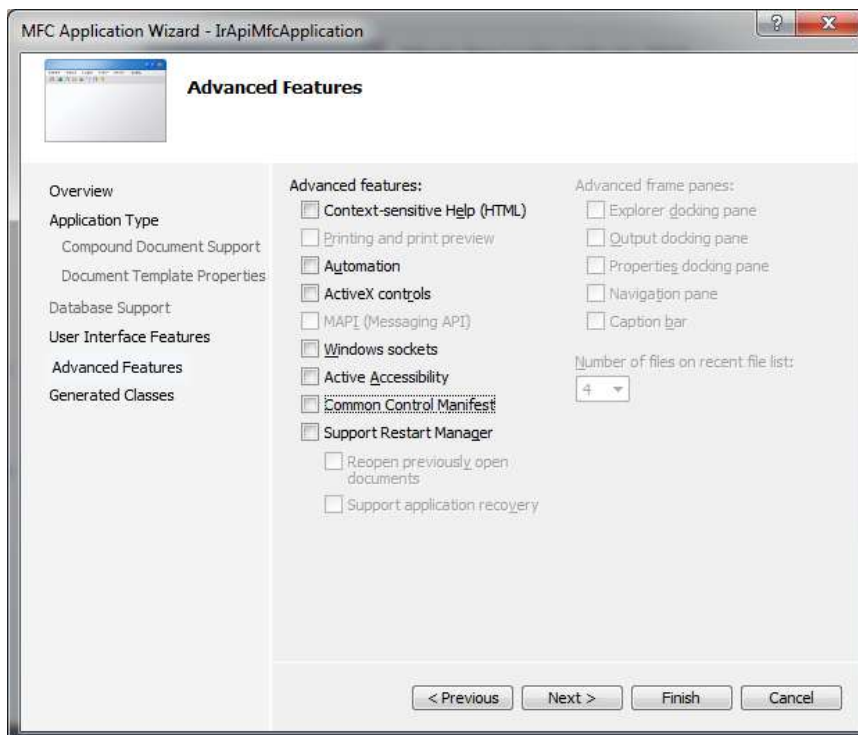 MFC Application Wizard - IrApiMfcApplication
Advanced Features
Overview
Application Type
Compound Document Support
Document Template Properties
Database Support
User Interface Features
Advanced Features
Generated Classes
Advanced features:
Context-sensitive Help (HTML)
Printing and print preview
Automation
ActiveX controls
MAPI (Messaging API)
Windows sockets
Active Accessibility
Common Control Manifest
Support Restart Manager
Reopen previously open
documents
Support application recovery
Advanced frame panes:
Explorer docking pane
Output docking pane
Properties docking pane
Navigation pane
Caption bar
Number of files on recent file list:
4
< Previous
Next >
Finish
Cancel